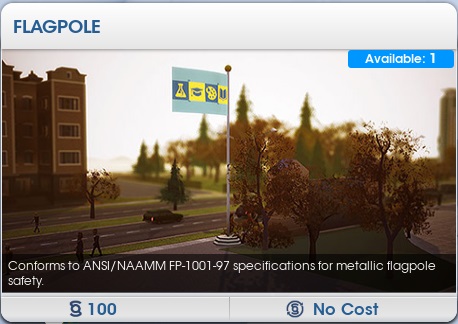 FLAGPOLE
Available: 1
Conforms to ANSI/NAAMM FP-1001-97 specifications for metallic flagpole
safety.
100
No Cost